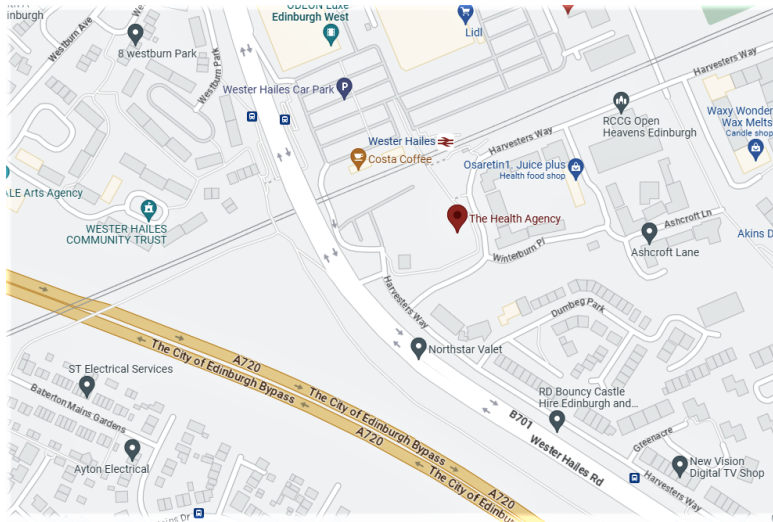 inburgh
Westburn Ave
8 westburn Park
Westburn Park
ODEON Luxe
Edinburgh West
Lidl
Wester Hailes Car Park
P
Harvesters Way
RCCG Open
Heavens Edinburgh
Waxy Wonder
Wax Melts
Candle shop
Wester Hailes
Costa Coffee
Harvesters Way
Osaretin1. Juice plus
Health food shop
LE Arts Agency
WESTER HAILES
COMMUNITY TRUST
The Health Agency
Ashcroft Ln
Ashcroft Lane
Akins D
Winterburn Pl
Harvesters Way
Dumbeg Park
Northstar Valet
A720
The City of Edinburgh Bypass
The City of Edinburgh Bypass
A720
ST Electrical Services
Baberton Mains Gardens
Ayton Electrical
RD Bouncy Castle
Hire Edinburgh and...
B701
Wester Hailes Rd
Greenacre
New Vision
Digital TV Shop
Harvesters Way
A720
The City of Edinburgh
ins Dr